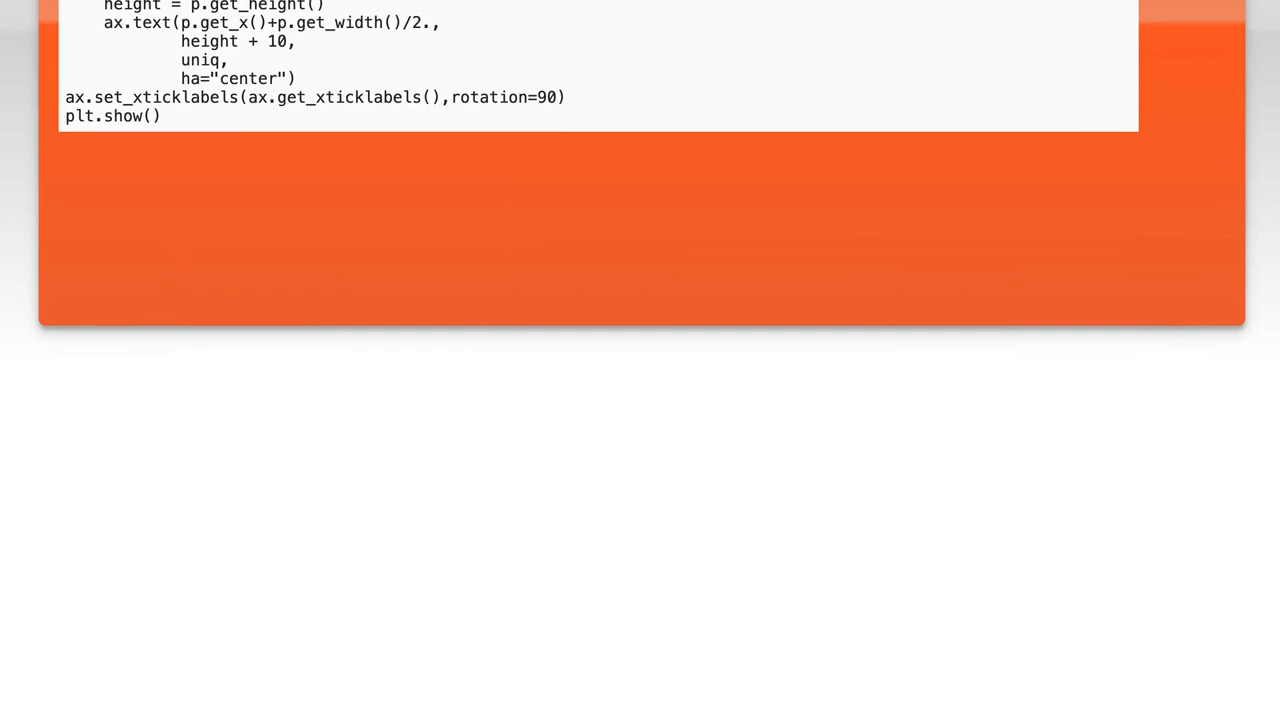 height = p.get_height()
ax.text(p.get_x()+p.get_width()/2.,
height + 10,
uniq,
ha="center")
ax.set_xticklabels(ax.get_xticklabels(),rotation=90)
plt.show()